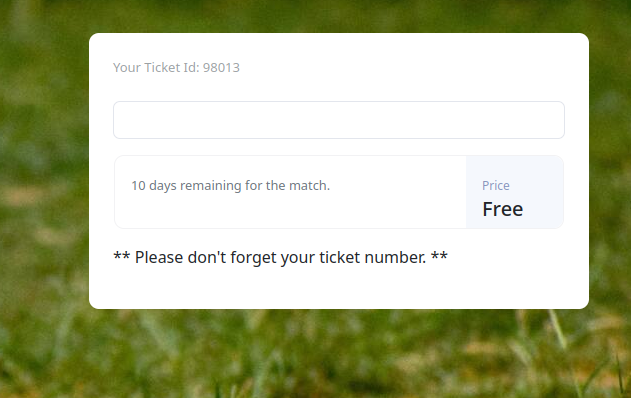 Your Ticket Id: 98013
10 days remaining for the match.
Price
Free
** Please don't forget your ticket number. **